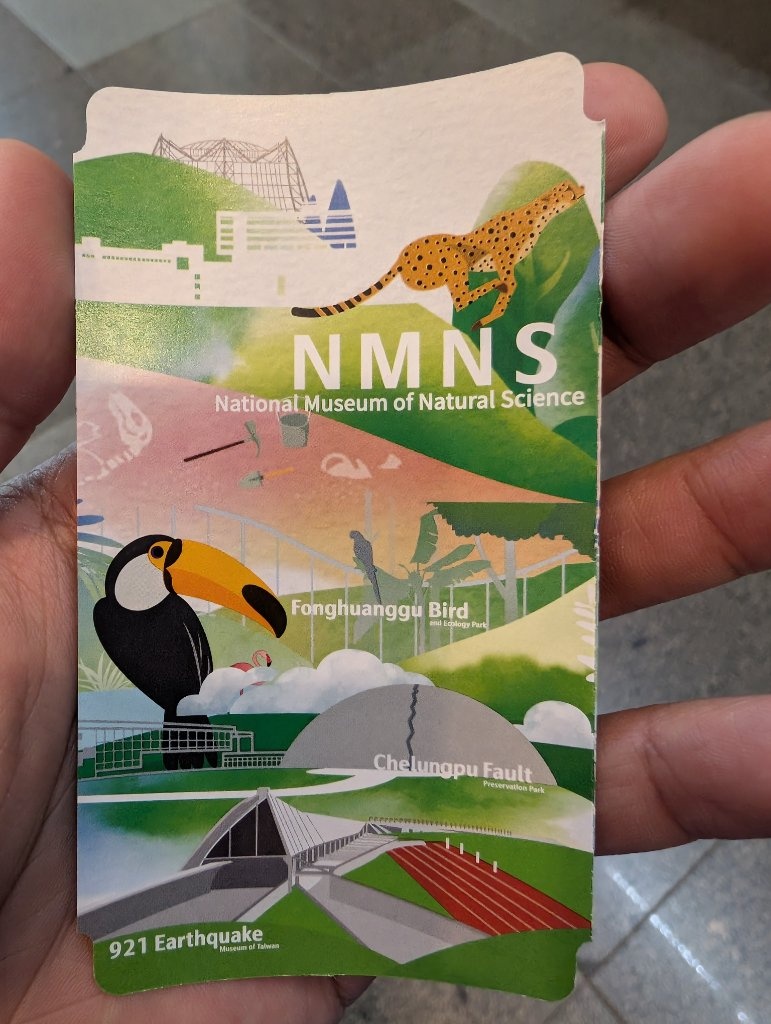 NMNS
National Museum of Natural Science
Fonghuanggu Bird
and Ecology Park
Chelungpu Fault
Preservation Park
921 Earthquake
Museum of Taiwan